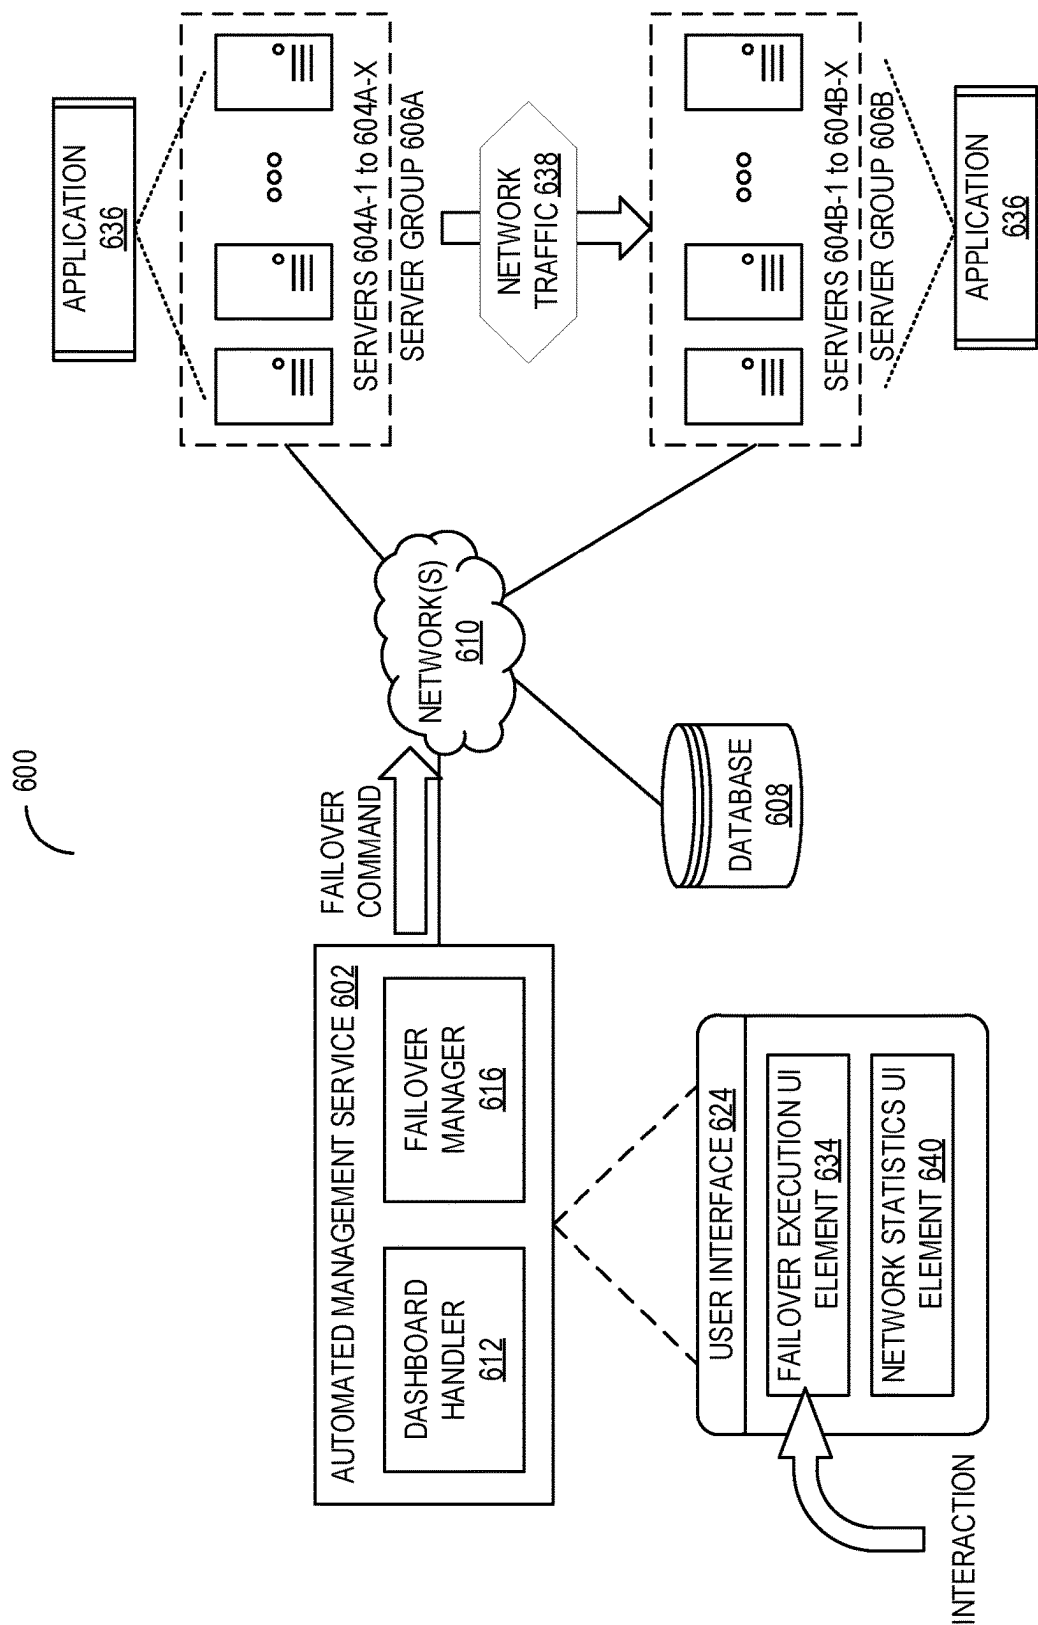 600
AUTOMATED MANAGEMENT SERVICE 602
DASHBOARD
HANDLER
612
FAILOVER
MANAGER
616
FAILOVER
COMMAND
NETWORK(S)
610
APPLICATION
636
SERVERS 604A-1 to 604A-X
SERVER GROUP 606A
NETWORK
TRAFFIC 638
SERVERS 604B-1 to 604B-X
SERVER GROUP 606B
APPLICATION
636
DATABASE
608
USER INTERFACE 624
FAILOVER EXECUTION UI
ELEMENT 634
NETWORK STATISTICS UI
ELEMENT 640
INTERACTION